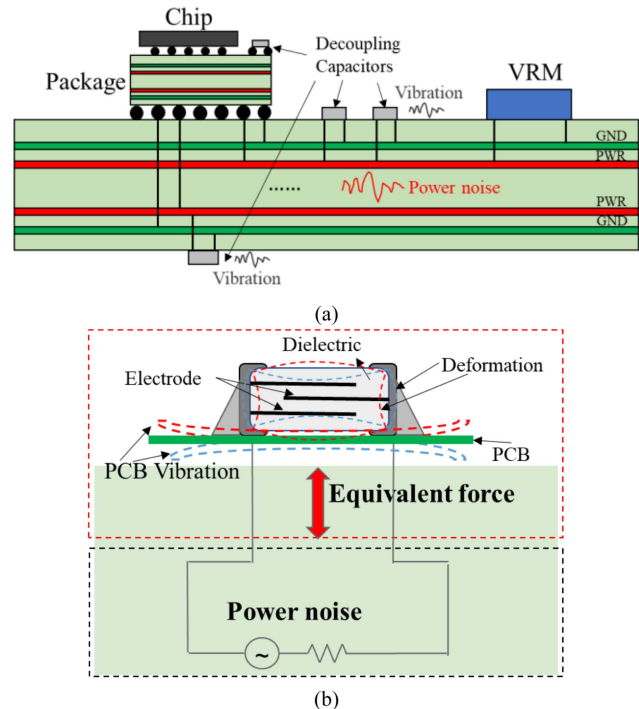 Chip
Decoupling
Capacitors
Package
VRM
Vibration
GND
PWR
......
Power noise
PWR
GND
Vibration
(a)
Dielectric
Electrode
Deformation
PCB
PCB Vibration
Equivalent force
Power noise
~
(b)